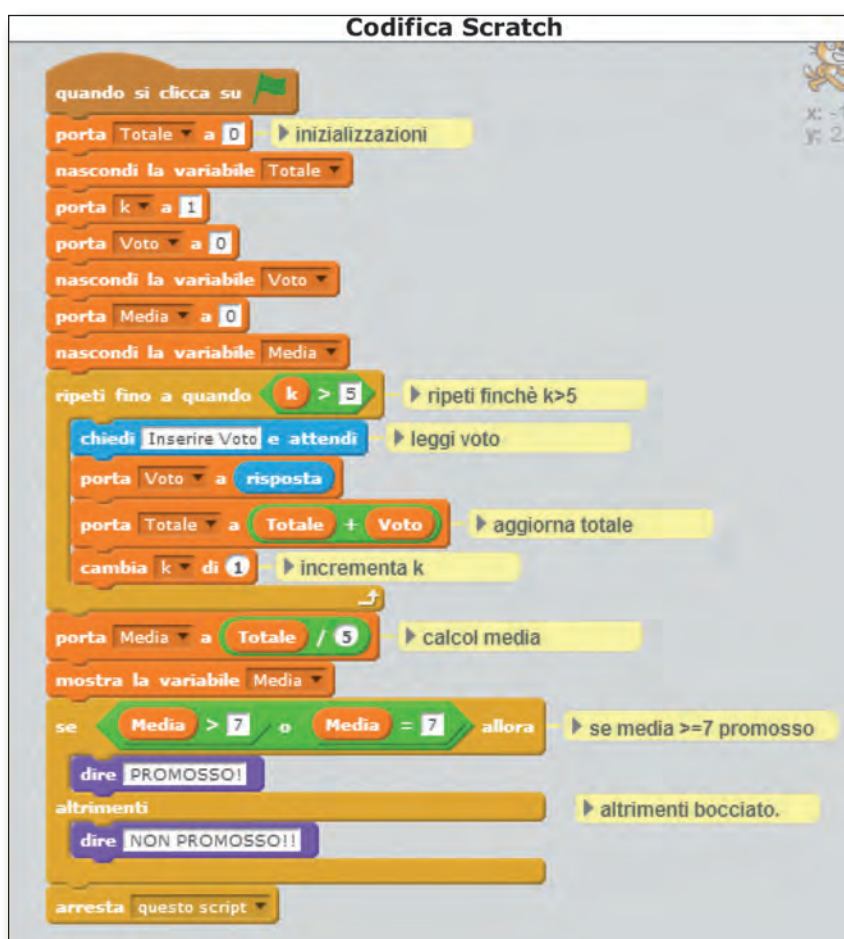 Codifica Scratch
quando si clicca su
porta Totale a 0 inizializzazioni
nascondi la variabile Totale
porta k a 1
porta Voto a 0
nascondi la variabile Voto
porta Media a 0
nascondi la variabile Media
ripeti fino a quando k > 5 ripeti finchè k>5
chiedi Inserire Voto e attendi leggi voto
porta Voto a risposta
porta Totale a Totale + Voto aggiorna totale
cambia k di 1 incrementa k
porta Media a Totale / 5 calcol media
mostra la variabile Media
se Media > 7 o Media = 7 allora se media >=7 promosso
dire PROMOSSO!
altrimenti altrimenti bocciato.
dire NON PROMOSSO!!
arresta questo script